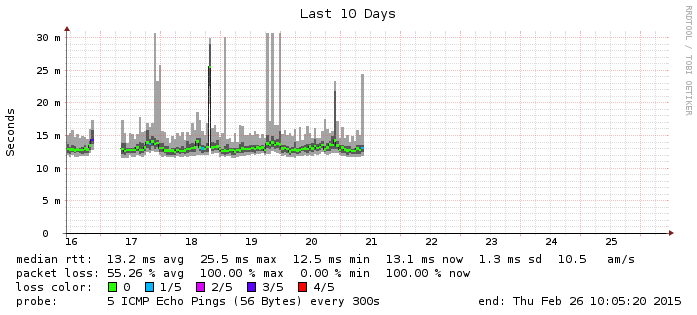 Last 10 Days
RRDTOOL / TOBI OETIKER
Seconds
30 m
25 m
20 m
15 m
10 m
5 m
0
16 17 18 19 20 21 22 23 24 25
median rtt: 13.2 ms avg 25.5 ms max 12.5 ms min 13.1 ms now 1.3 ms sd 10.5 am/s
packet loss: 55.26 % avg 100.00 % max 0.00 % min 100.00 % now
loss color: 0 1/5 2/5 3/5 4/5
probe: 5 ICMP Echo Pings (56 Bytes) every 300s end: Thu Feb 26 10:05:20 2015